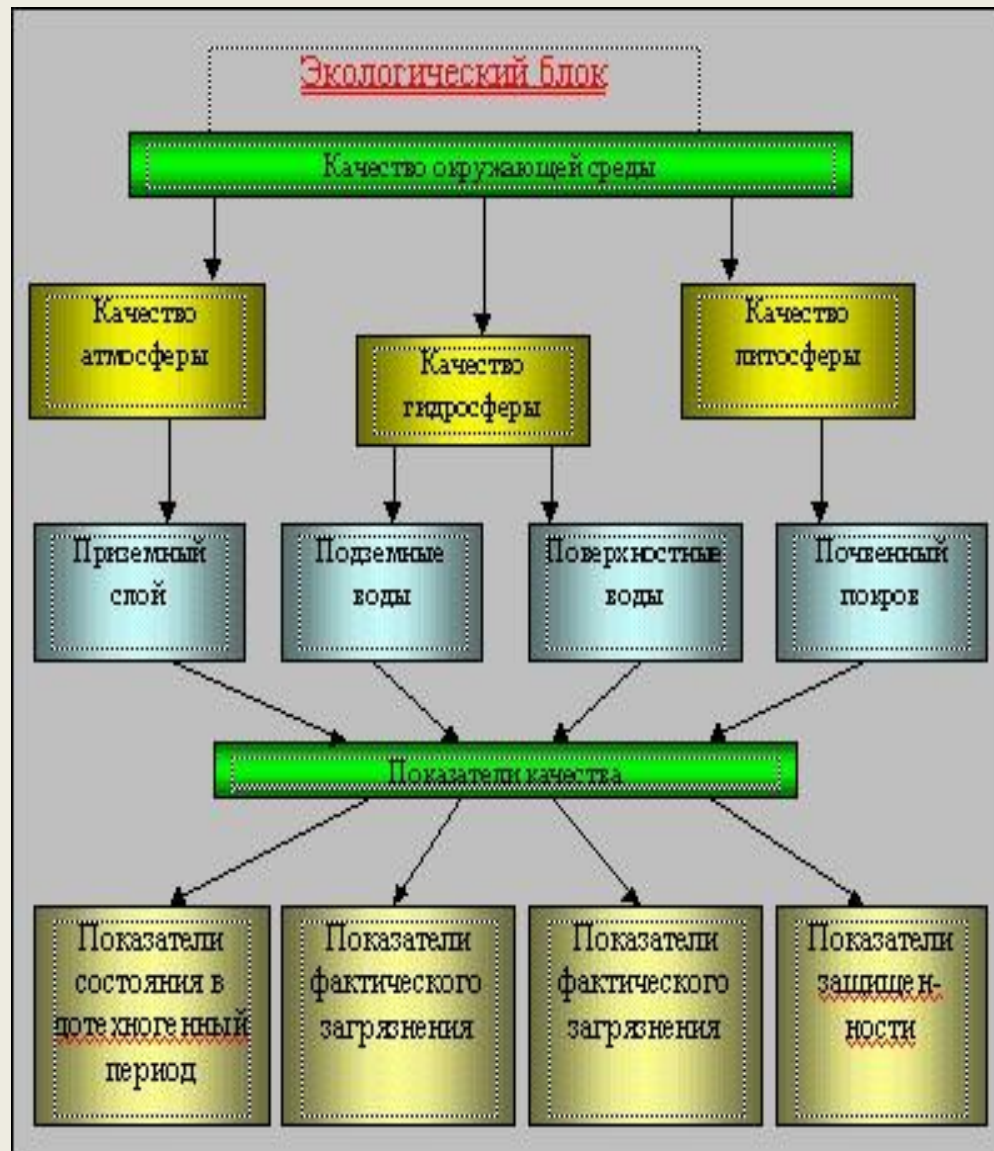 Экологический блок
Качество окружающей среды
Качество
атмосферы
Качество
гидросферы
Качество
литосферы
Приземный
слой
Подземные
воды
Поверхностные
воды
Почвенный
покров
Показатели качества
Показатели
состояния в
дотехногенный
период
Показатели
фактического
загрязнения
Показатели
фактического
загрязнения
Показатели
защищен-
ности